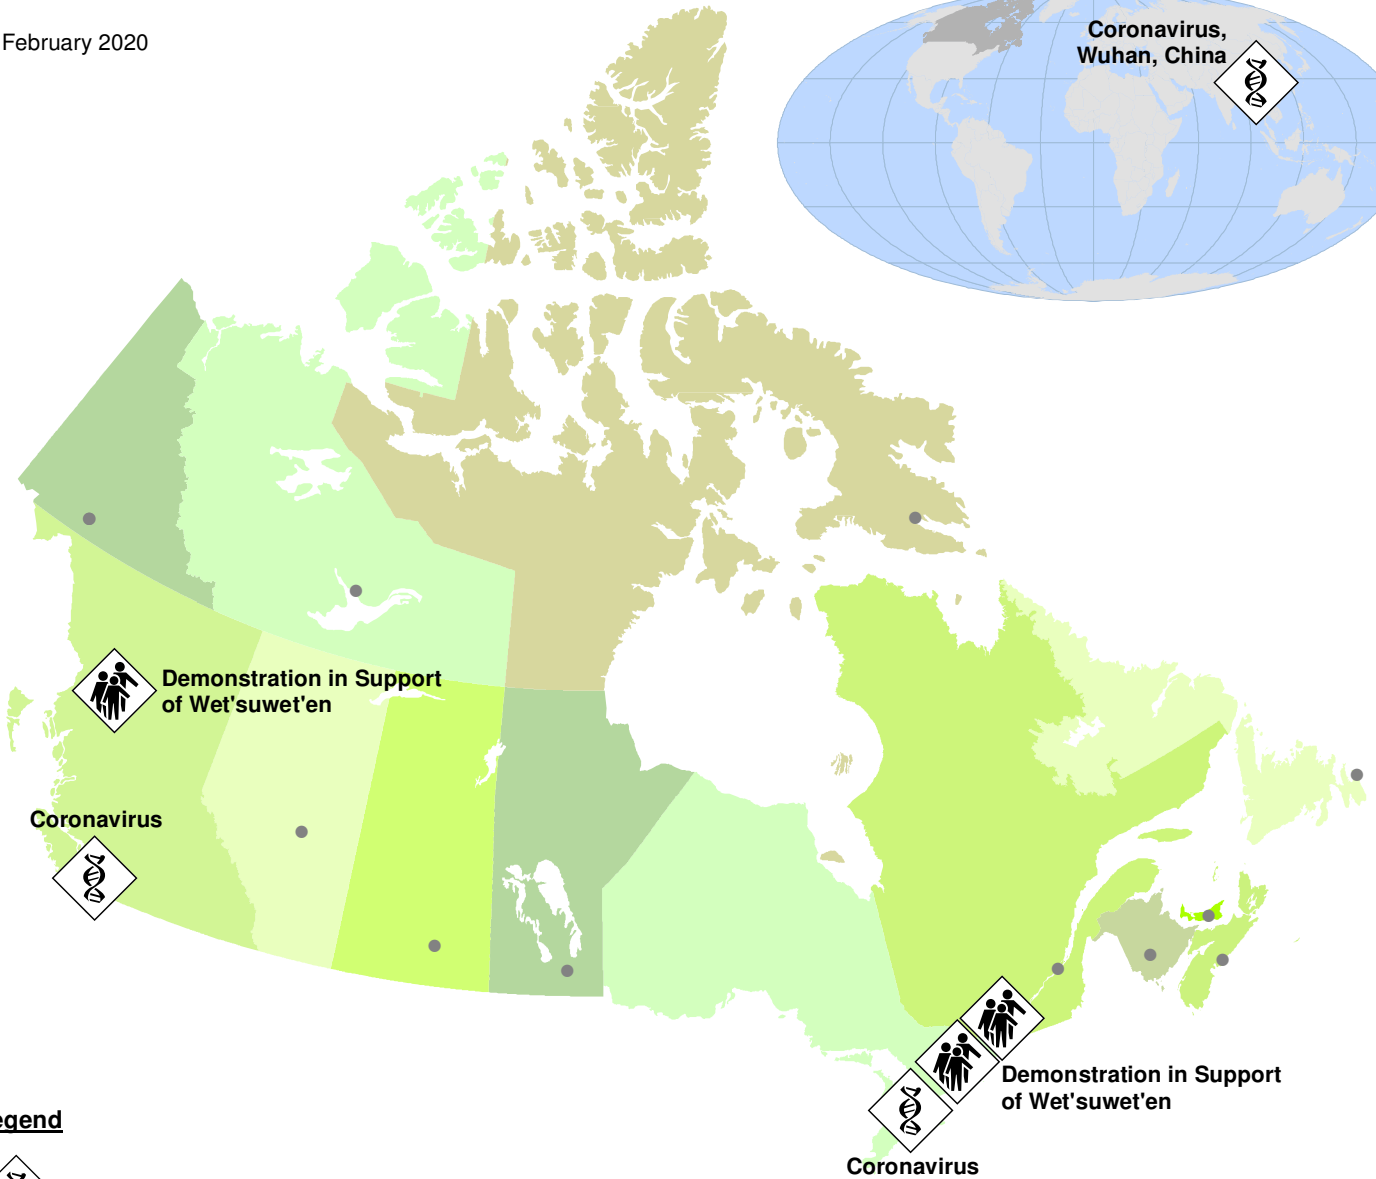 February 2020
Coronavirus,
Wuhan, China
Demonstration in Support
of Wet'suwet'en
Coronavirus
Demonstration in Support
of Wet'suwet'en
Coronavirus
egend